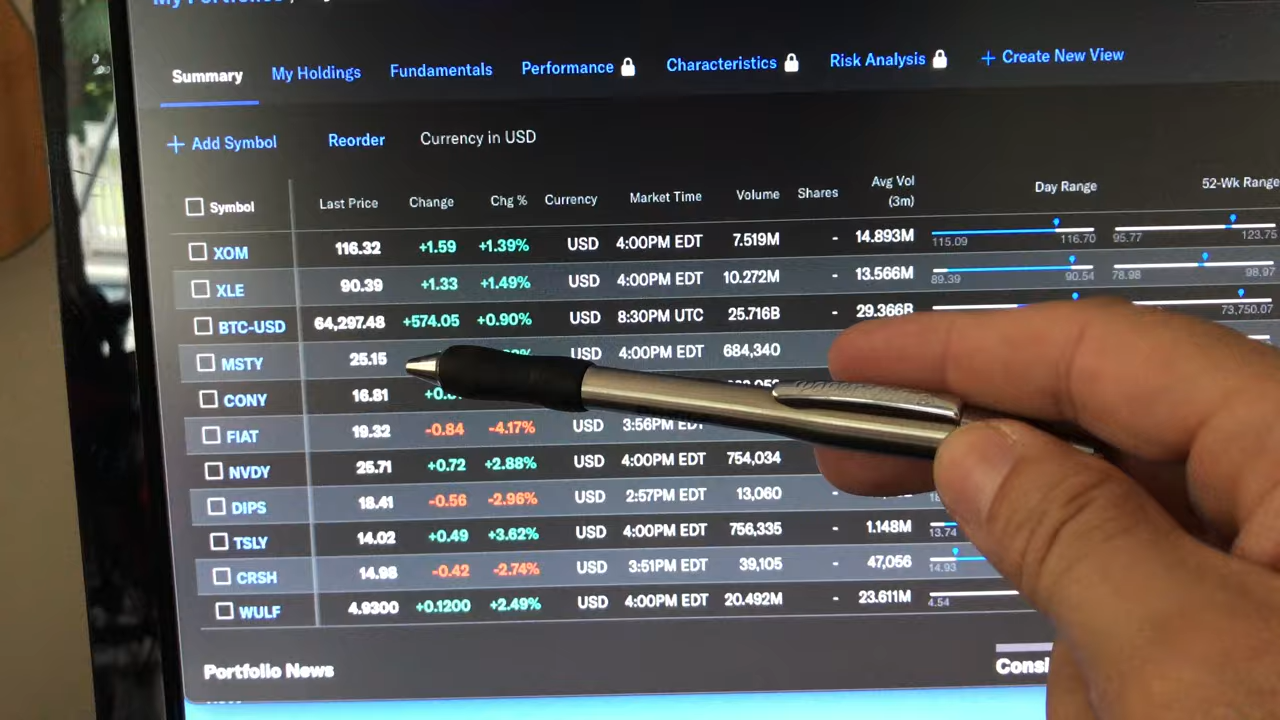 Summary My Holdings Fundamentals Performance Characteristics Risk Analysis + Create New View
+ Add Symbol Reorder Currency in USD
Symbol Last Price Change Chg % Currency Market Time Volume Shares Avg Vol (3m) Day Range 52-Wk Range
XOM 116.32 +1.59 +1.39% USD 4:00PM EDT 7.519M - 14.893M 115.09 116.70 95.77 123.75
XLE 90.39 +1.33 +1.49% USD 4:00PM EDT 10.272M - 13.566M 89.39 90.54 78.98 98.97
BTC-USD 64,297.48 +574.05 +0.90% USD 8:30PM UTC 25.716B - 29.366B 73,750.07
MSTY 25.15 USD 4:00PM EDT 684,340
CONY 16.81
FIAT 19.32 -0.84 -4.17% USD 3:56PM EDT
NVDY 25.71 +0.72 +2.88% USD 4:00PM EDT 754,034
DIPS 18.41 -0.56 -2.96% USD 2:57PM EDT 13,060 -
TSLY 14.02 +0.49 +3.62% USD 4:00PM EDT 756,335 - 1.148M 13.74
CRSH 14.98 -0.42 -2.74% USD 3:51PM EDT 39,105 - 47,056 14.93
WULF 4.9300 +0.1200 +2.49% USD 4:00PM EDT 20.492M - 23.611M 4.54
Portfolio News